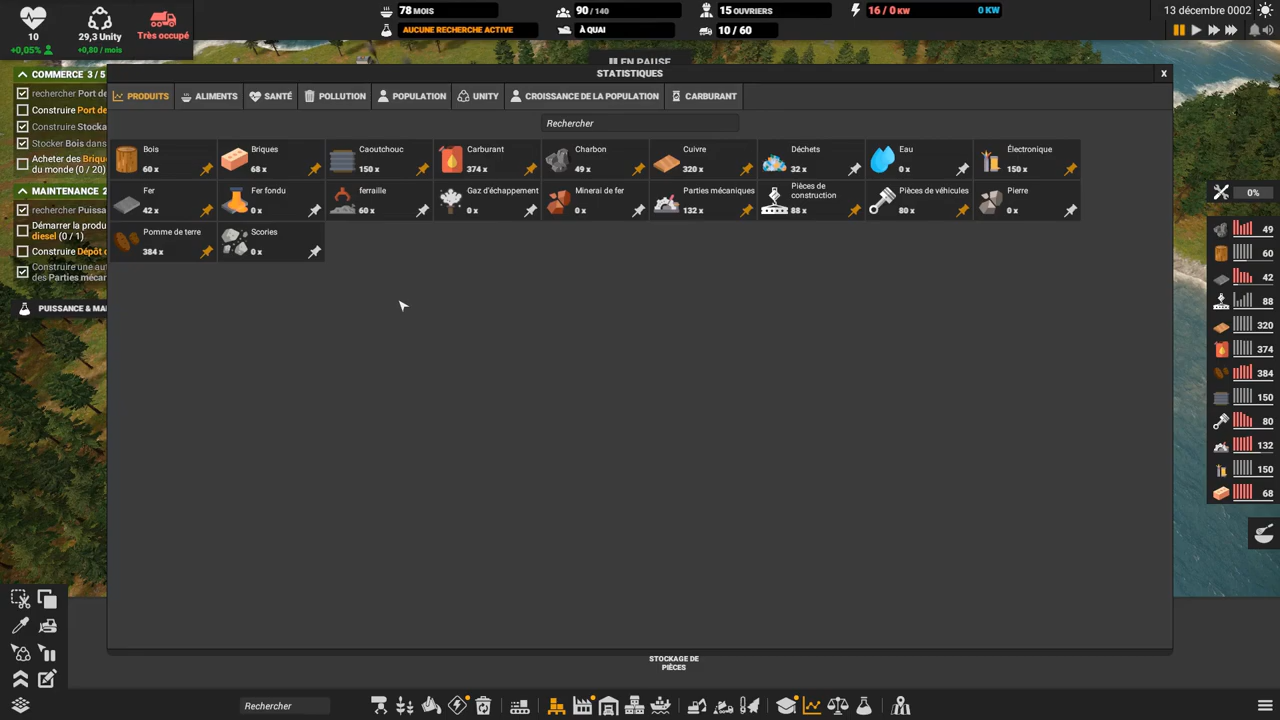 10
+0,05%
29,3 Unity
+0,80 / mois
Très occupé
78 MOIS
AUCUNE RECHERCHE ACTIVE
90 / 140
À QUAI
15 OUVRIERS
10 / 60
16 / 0 KW
0 KW
13 décembre 0002
EN PAUSE
STATISTIQUES
X
PRODUITS
ALIMENTS
SANTÉ
POLLUTION
POPULATION
UNITY
CROISSANCE DE LA POPULATION
CARBURANT
Rechercher
Bois
60 x
Briques
68 x
Caoutchouc
150 x
Carburant
374 x
Charbon
49 x
Cuivre
320 x
Déchets
32 x
Eau
0 x
Électronique
150 x
Fer
42 x
Fer fondu
0 x
ferraille
60 x
Gaz d'échappement
0 x
Minerai de fer
0 x
Parties mécaniques
132 x
Pièces de
construction
88 x
Pièces de véhicules
80 x
Pierre
0 x
Pomme de terre
384 x
Scories
0 x
COMMERCE 3 / 5
rechercher Port de
Construire Port de
Construire Stocka
Stocker Bois dans
Acheter des Brique
du monde (0 / 20)
MAINTENANCE 2
rechercher Puissa
Démarrer la produ
diesel (0 / 1)
Construire Dépôt d
Construire une aut
des Parties mécan
PUISSANCE & MA
0%
49
60
42
88
320
374
384
150
80
132
150
68
STOCKAGE DE
PIÈCES
Rechercher